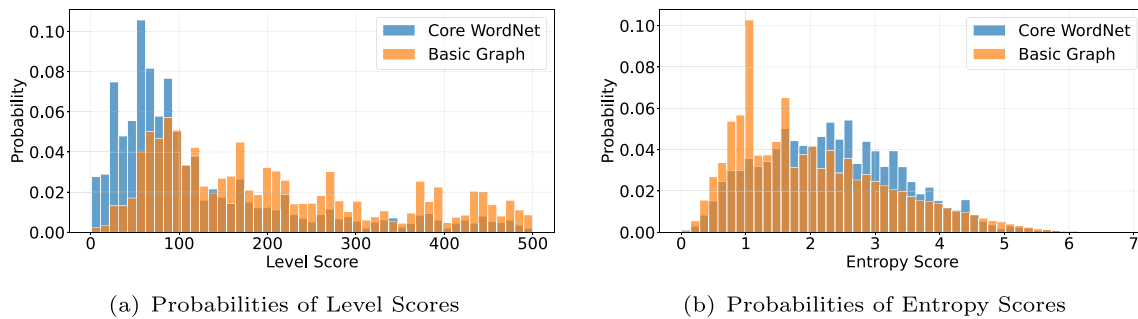 0.10
0.08
0.06
0.04
0.02
0.00
Probability
Core WordNet
Basic Graph
0 100 200 300 400 500
Level Score
(a) Probabilities of Level Scores
0.10
0.08
0.06
0.04
0.02
0.00
Probability
Core WordNet
Basic Graph
0 1 2 3 4 5 6 7
Entropy Score
(b) Probabilities of Entropy Scores